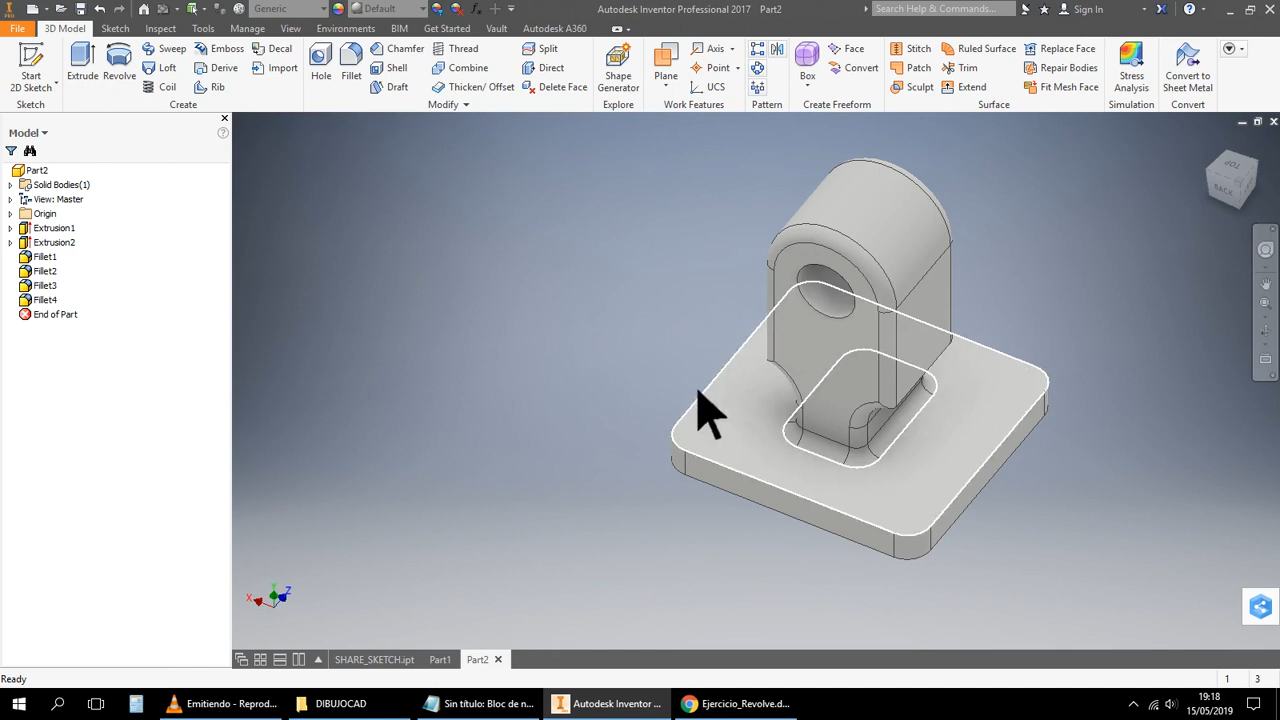 PRO
Generic
Default
Autodesk Inventor Professional 2017 Part2
Search Help & Commands...
Sign In
File
3D Model
Sketch
Inspect
Tools
Manage
View
Environments
BIM
Get Started
Vault
Autodesk A360
Start
2D Sketch
Extrude
Revolve
Sweep
Emboss
Decal
Loft
Derive
Import
Coil
Rib
Hole
Fillet
Chamfer
Thread
Split
Shell
Combine
Direct
Draft
Thicken/ Offset
Delete Face
Shape
Generator
Plane
Axis
Point
UCS
Box
Face
Convert
Stitch
Ruled Surface
Replace Face
Patch
Trim
Repair Bodies
Sculpt
Extend
Fit Mesh Face
Stress
Analysis
Convert to
Sheet Metal
Sketch
Create
Modify
Explore
Work Features
Pattern
Create Freeform
Surface
Simulation
Convert
Model
Part2
Solid Bodies(1)
View: Master
Origin
Extrusion1
Extrusion2
Fillet1
Fillet2
Fillet3
Fillet4
End of Part
TOP
BACK
X
Y
Z
SHARE_SKETCH.ipt
Part1
Part2
Ready
1
3
Emitiendo - Reprod...
DIBUJOCAD
Sin título: Bloc de n...
Autodesk Inventor ...
Ejercicio_Revolve.d...
19:18
15/05/2019